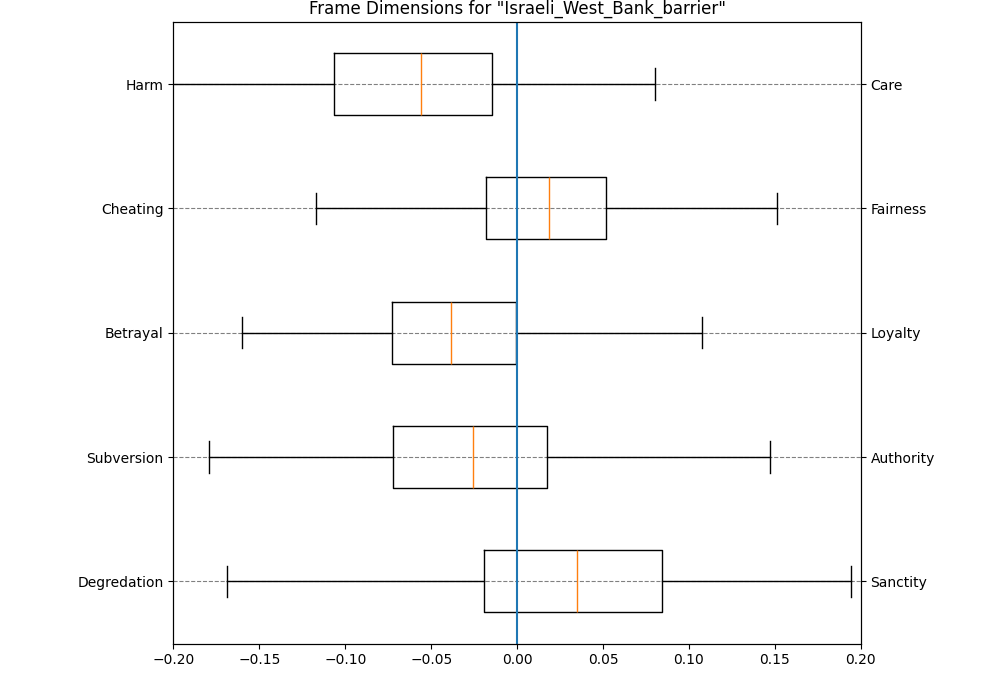 Frame Dimensions for "Israeli_West_Bank_barrier"
Harm Care
Cheating Fairness
Betrayal Loyalty
Subversion Authority
Degredation Sanctity
−0.20 −0.15 −0.10 −0.05 0.00 0.05 0.10 0.15 0.20